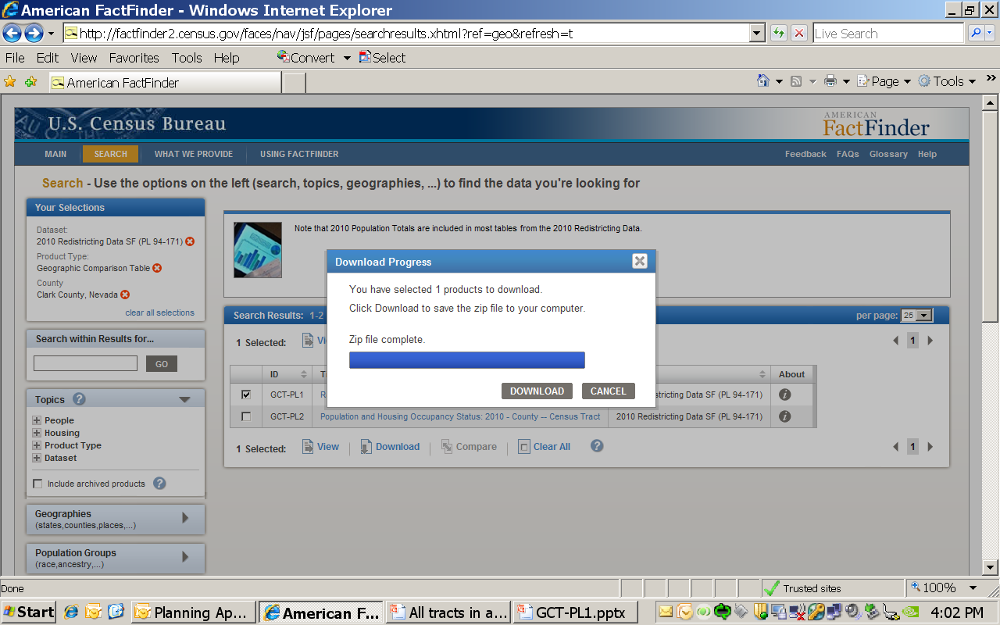 American FactFinder - Windows Internet Explorer
http://factfinder2.census.gov/faces/nav/jsf/pages/searchresults.xhtml?ref=geo&refresh=t
Live Search
File Edit View Favorites Tools Help Convert Select
American FactFinder
Page Tools
U.S. Census Bureau
AMERICAN
FactFinder
MAIN SEARCH WHAT WE PROVIDE USING FACTFINDER Feedback FAQs Glossary Help
Search - Use the options on the left (search, topics, geographies, ...) to find the data you're looking for
Your Selections
Dataset:
2010 Redistricting Data SF (PL 94-171)
Product Type:
Geographic Comparison Table
County
Clark County, Nevada
clear all selections
Search within Results for...
GO
Topics
People
Housing
Product Type
Dataset
Include archived products
Geographies
(states,counties,places,...)
Population Groups
(race,ancestry,...)
Note that 2010 Population Totals are included in most tables from the 2010 Redistricting Data.
Download Progress
You have selected 1 products to download.
Click Download to save the zip file to your computer.
Zip file complete.
DOWNLOAD CANCEL
Search Results: 1-2 per page: 25
1 Selected: Vi 1
ID T About
GCT-PL1 R districting Data SF (PL 94-171)
GCT-PL2 Population and Housing Occupancy Status: 2010 - County -- Census Tract 2010 Redistricting Data SF (PL 94-171)
1 Selected: View Download Compare Clear All 1
Done Trusted sites 100%
Start Planning Ap... American F... All tracts in a... GCT-PL1.pptx 4:02 PM